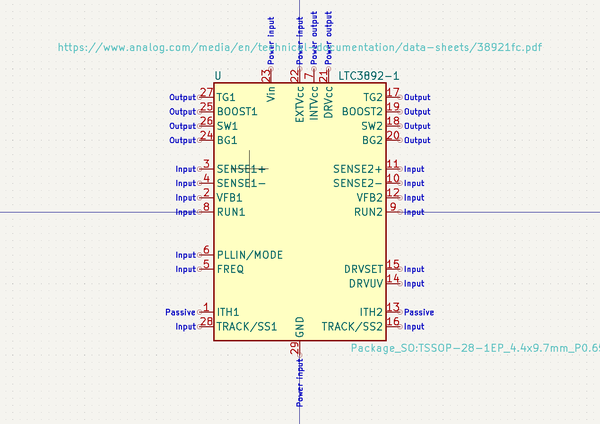 Power input
Power input
Power output
Power output
https://www.analog.com/media/en/technical-documentation/data-sheets/38921fc.pdf
23
22
7
21
U
LTC3892-1
Vin
EXTVcc
INTVcc
DRVcc
Output 27 TG1 TG2 17 Output
Output 25 BOOST1 BOOST2 19 Output
Output 26 SW1 SW2 18 Output
Output 24 BG1 BG2 20 Output
Input 3 SENSE1+ SENSE2+ 11 Input
Input 4 SENSE1- SENSE2- 10 Input
Input 2 VFB1 VFB2 12 Input
Input 8 RUN1 RUN2 9 Input
Input 6 PLLIN/MODE
Input 5 FREQ DRVSET 15 Input
DRVUV 14 Input
Passive 1 ITH1 ITH2 13 Passive
Input 28 TRACK/SS1 TRACK/SS2 16 Input
GND
29
Power input
Package_SO:TSSOP-28-1EP_4.4x9.7mm_P0.65